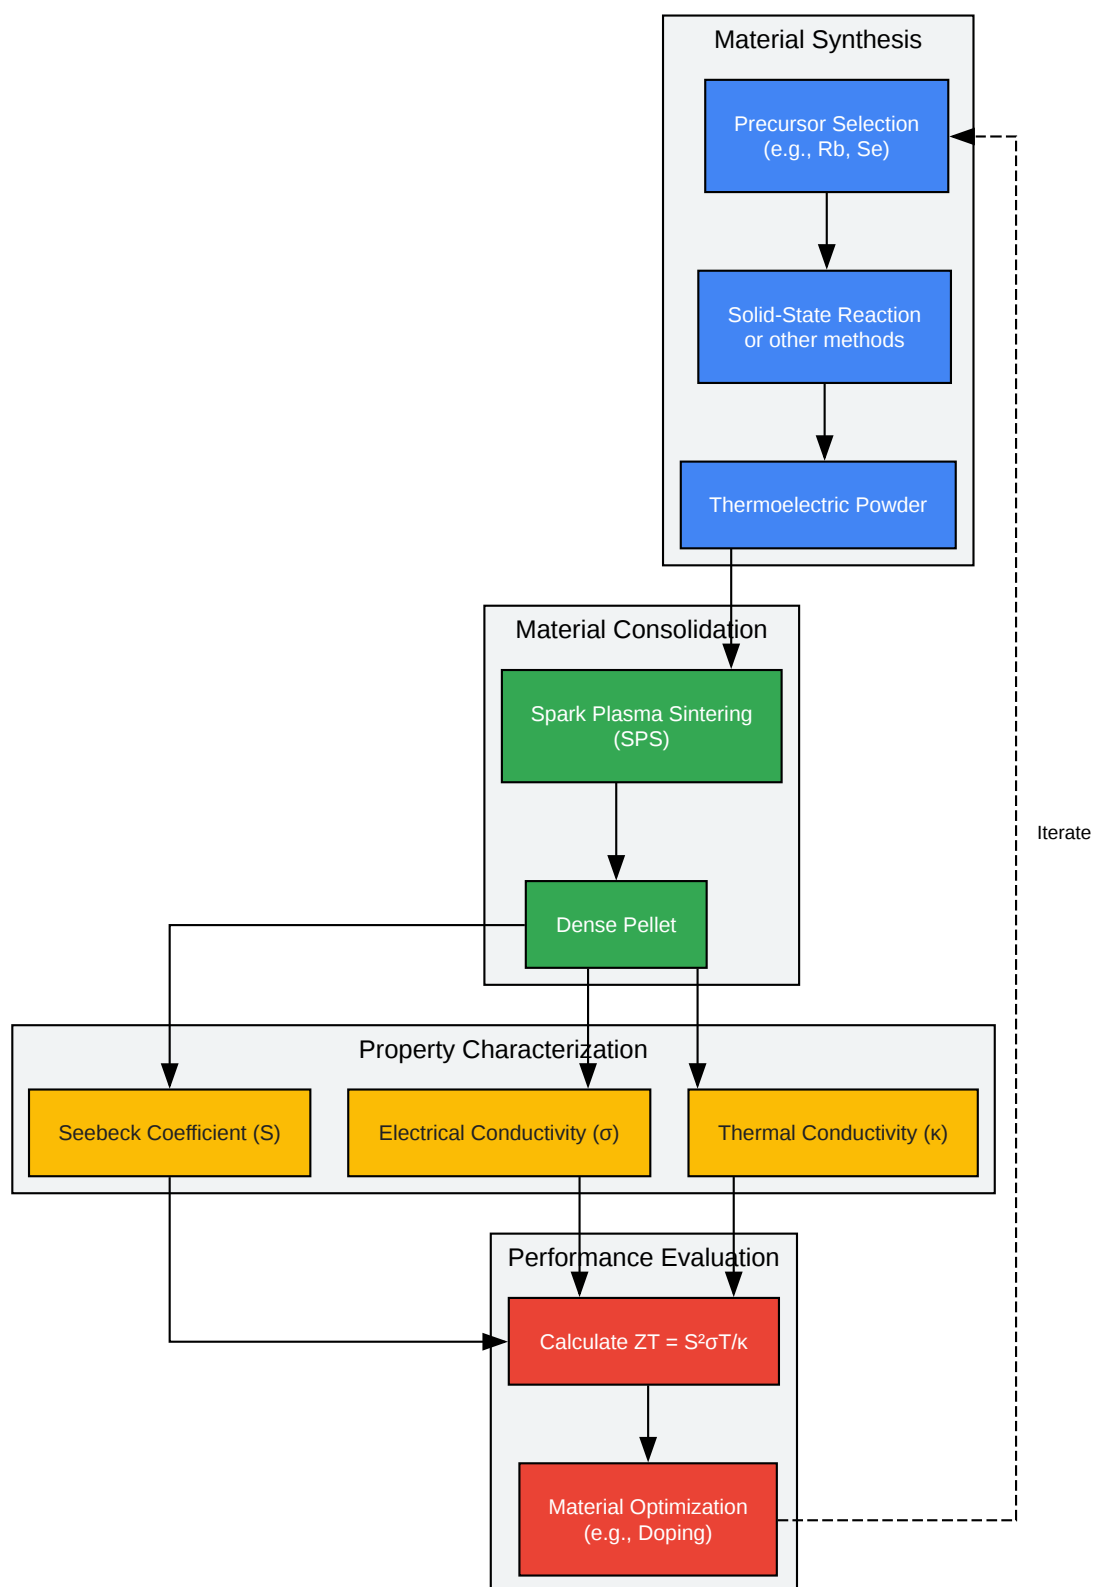 Material Synthesis
Precursor Selection
(e.g., Rb, Se)
Solid-State Reaction
or other methods
Thermoelectric Powder
Material Consolidation
Spark Plasma Sintering
(SPS)
Iterate
Dense Pellet
Property Characterization
Seebeck Coefficient (S)
Electrical Conductivity (σ)
Thermal Conductivity (κ)
Performance Evaluation
Calculate ZT = S²σT/κ
Material Optimization
(e.g., Doping)